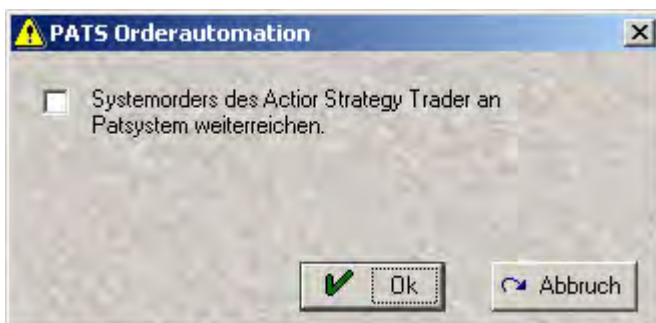 PATS Orderautomation
Systemorders des Actior Strategy Trader an
Patsystem weiterreichen.
Ok
Abbruch